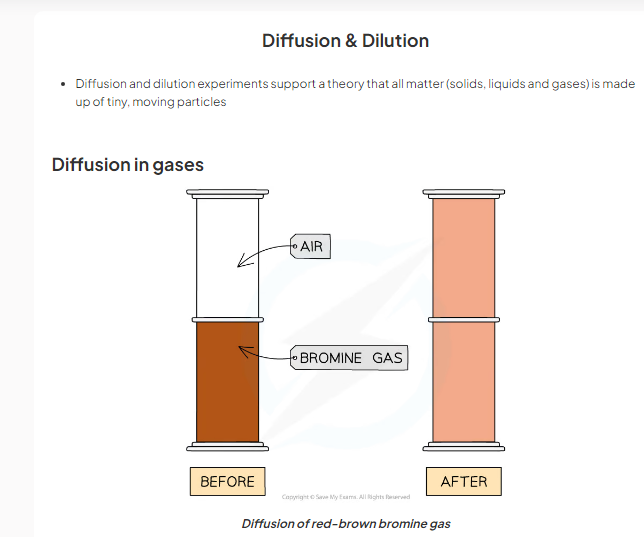 Diffusion & Dilution
• Diffusion and dilution experiments support a theory that all matter (solids, liquids and gases) is made
up of tiny, moving particles
Diffusion in gases
AIR
BROMINE GAS
BEFORE
AFTER
Copyright © Save My Exams. All Rights Reserved
Diffusion of red-brown bromine gas